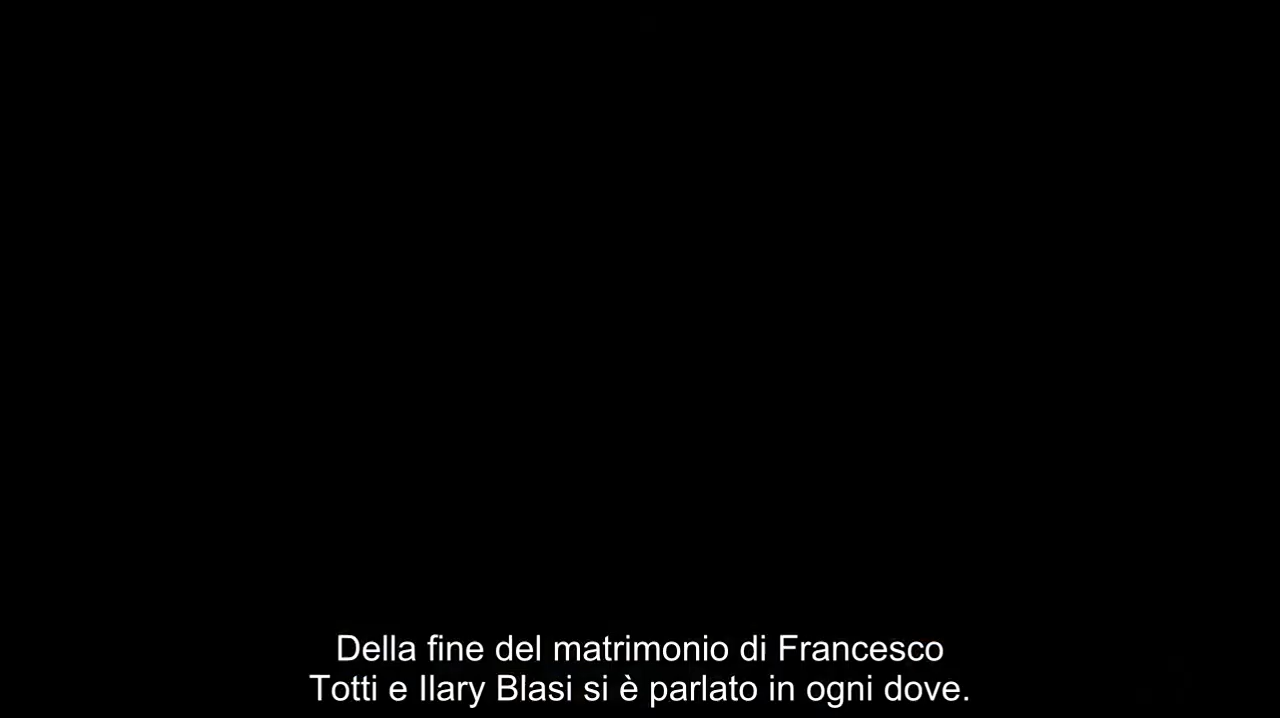 Della fine del matrimonio di Francesco
Totti e Ilary Blasi si è parlato in ogni dove.